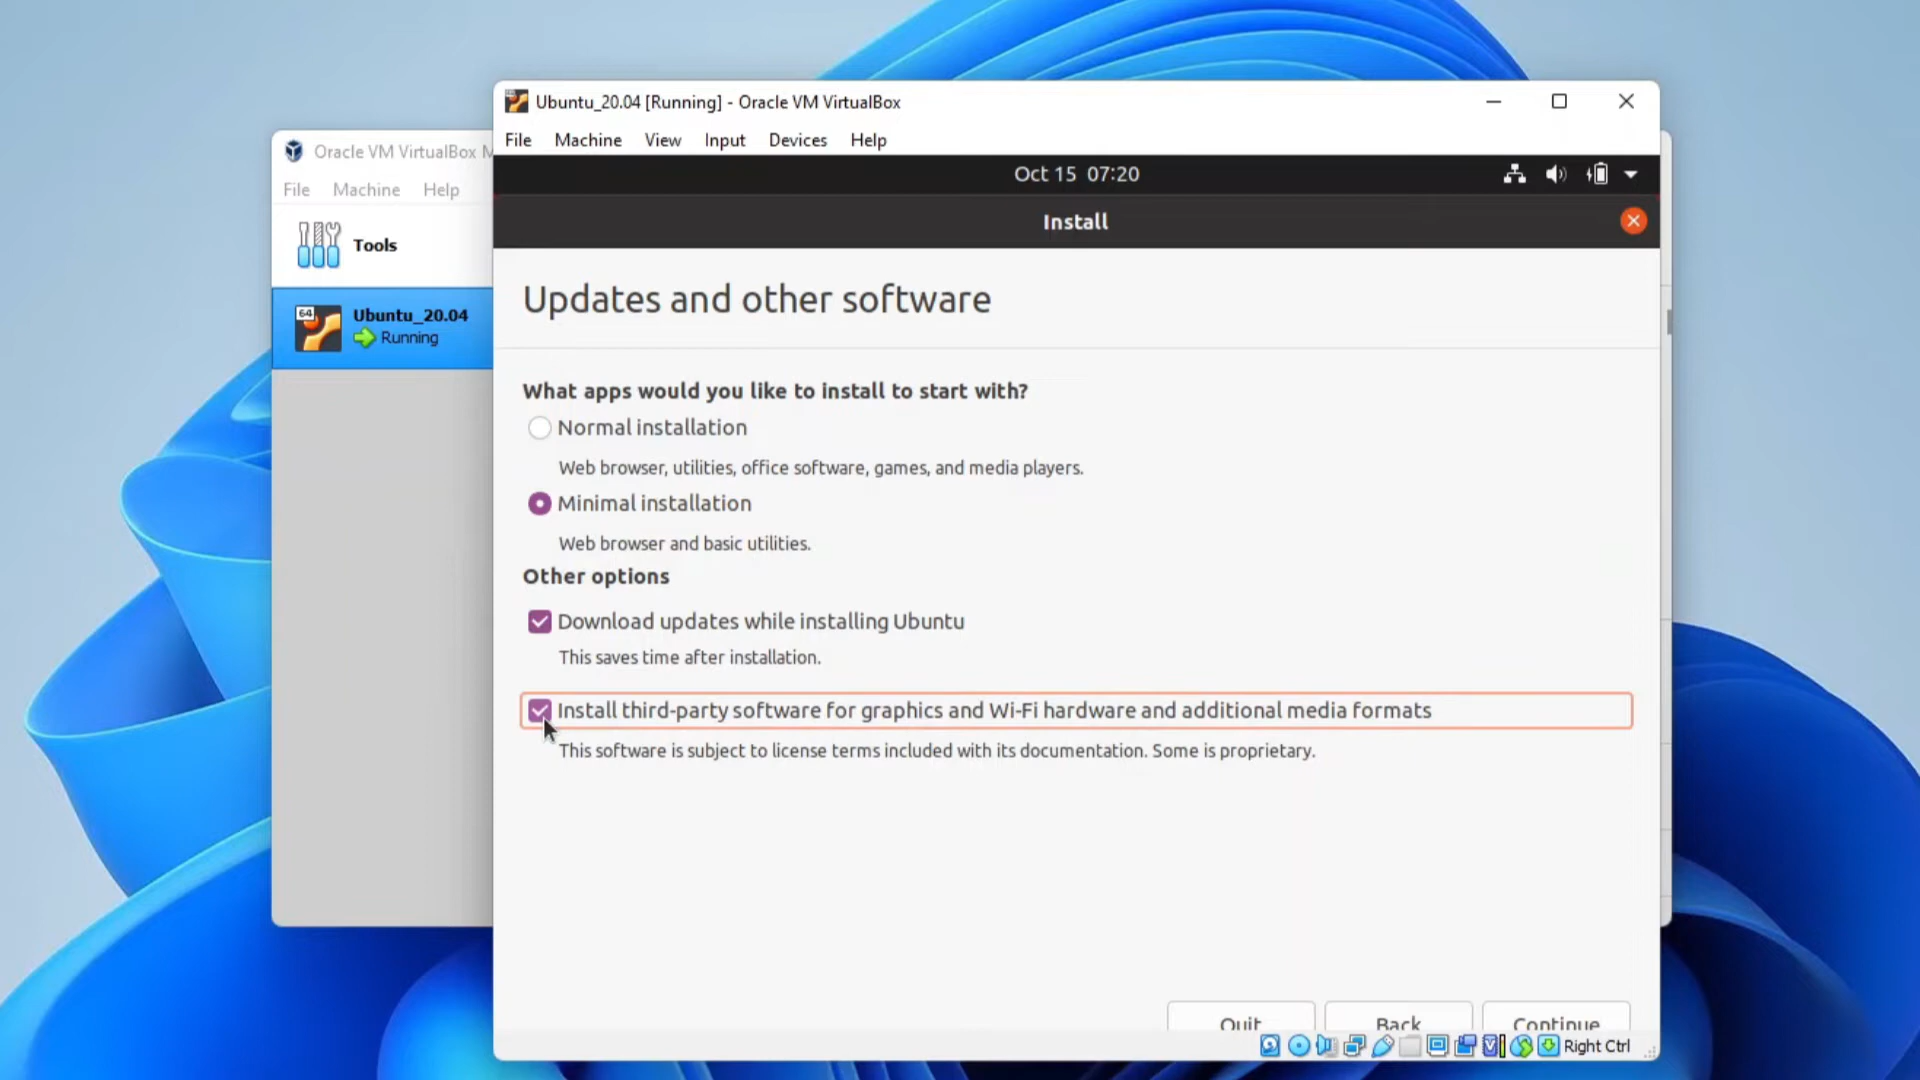 Ubuntu_20.04 [Running] - Oracle VM VirtualBox
File Machine View Input Devices Help
Oracle VM VirtualBox M
File Machine Help
Tools
64
Ubuntu_20.04
Running
Oct 15 07:20
Install
Updates and other software
What apps would you like to install to start with?
Normal installation
Web browser, utilities, office software, games, and media players.
Minimal installation
Web browser and basic utilities.
Other options
Download updates while installing Ubuntu
This saves time after installation.
Install third-party software for graphics and Wi-Fi hardware and additional media formats
This software is subject to license terms included with its documentation. Some is proprietary.
Quit Back Continue
Right Ctrl